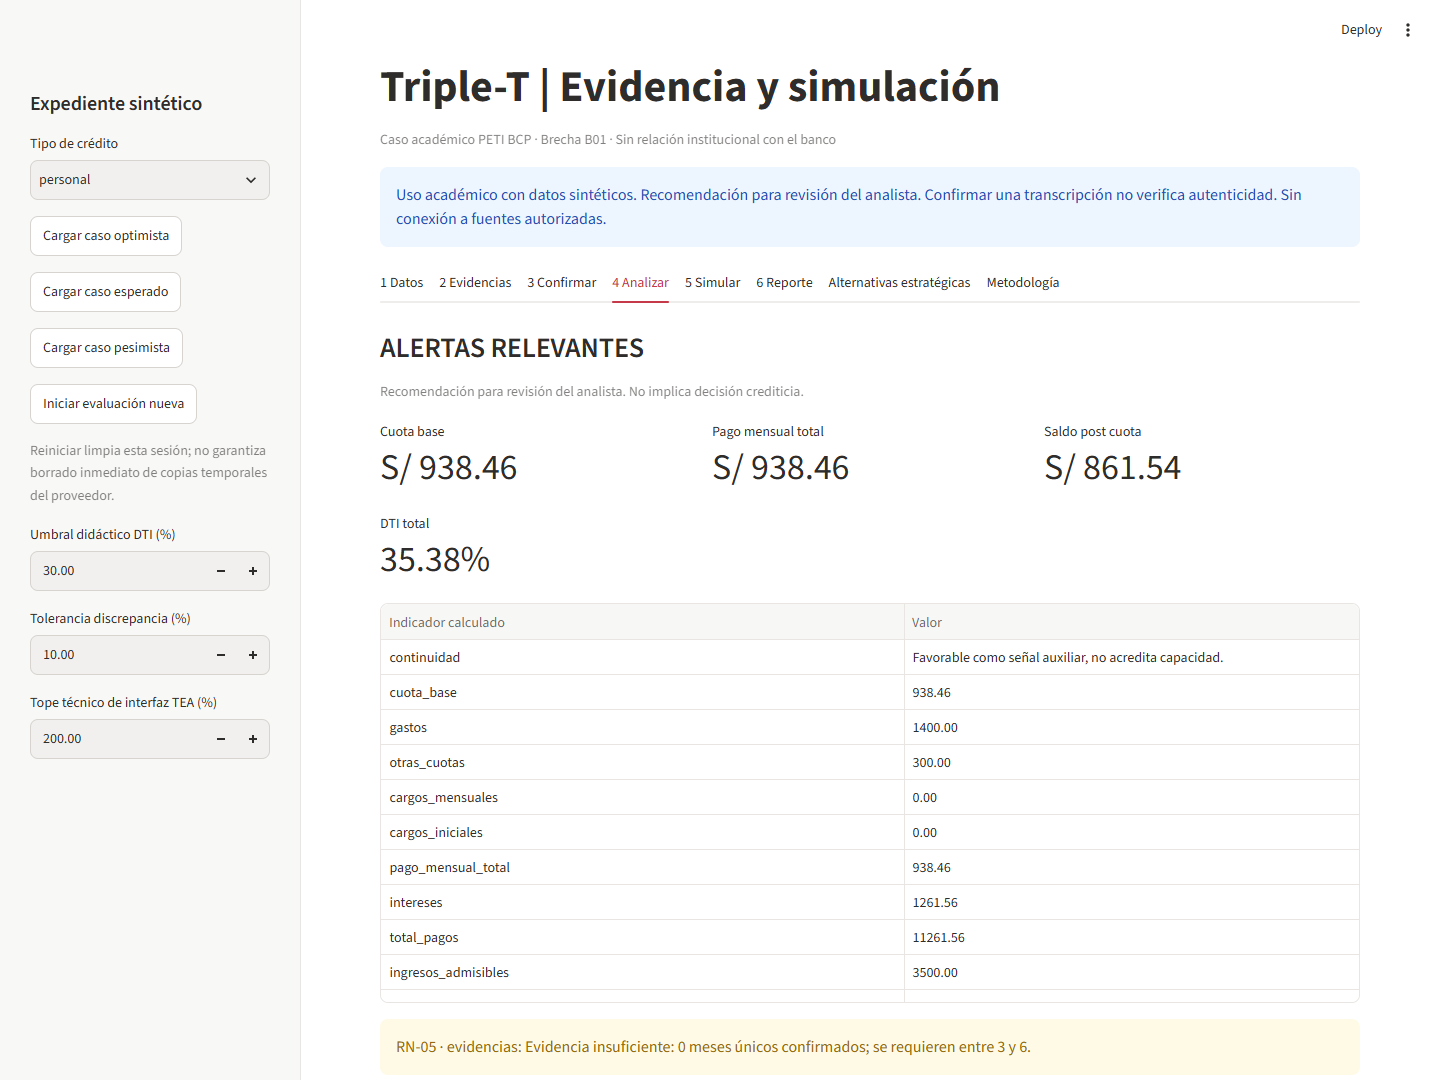 Deploy
Expediente sintético
Tipo de crédito
personal
Cargar caso optimista
Cargar caso esperado
Cargar caso pesimista
Iniciar evaluación nueva
Reiniciar limpia esta sesión; no garantiza
borrado inmediato de copias temporales
del proveedor.
Umbral didáctico DTI (%)
30.00
Tolerancia discrepancia (%)
10.00
Tope técnico de interfaz TEA (%)
200.00
Triple-T | Evidencia y simulación
Caso académico PETI BCP · Brecha B01 · Sin relación institucional con el banco
Uso académico con datos sintéticos. Recomendación para revisión del analista. Confirmar una transcripción no verifica autenticidad. Sin
conexión a fuentes autorizadas.
1 Datos 2 Evidencias 3 Confirmar 4 Analizar 5 Simular 6 Reporte Alternativas estratégicas Metodología
ALERTAS RELEVANTES
Recomendación para revisión del analista. No implica decisión crediticia.
Cuota base Pago mensual total Saldo post cuota
S/ 938.46 S/ 938.46 S/ 861.54
DTI total
35.38%
Indicador calculado Valor
continuidad Favorable como señal auxiliar, no acredita capacidad.
cuota_base 938.46
gastos 1400.00
otras_cuotas 300.00
cargos_mensuales 0.00
cargos_iniciales 0.00
pago_mensual_total 938.46
intereses 1261.56
total_pagos 11261.56
ingresos_admisibles 3500.00
RN-05 · evidencias: Evidencia insuficiente: 0 meses únicos confirmados; se requieren entre 3 y 6.